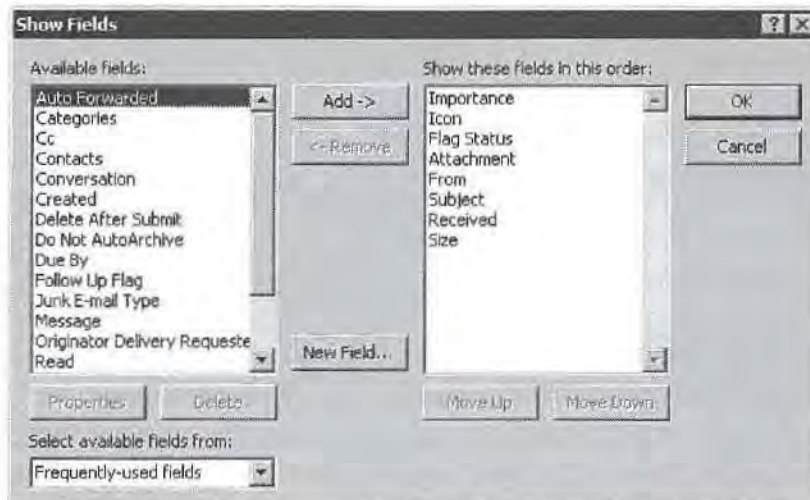 Show Fields
Available fields:
Auto Forwarded
Categories
Cc
Contacts
Conversation
Created
Delete After Submit
Do Not AutoArchive
Due By
Follow Up Flag
Junk E-mail Type
Message
Originator Delivery Requeste
Read
Properties
Delete
Select available fields from:
Frequently-used fields
Add ->
<- Remove
New Field...
Show these fields in this order:
Importance
Icon
Flag Status
Attachment
From
Subject
Received
Size
Move Up
Move Down
OK
Cancel